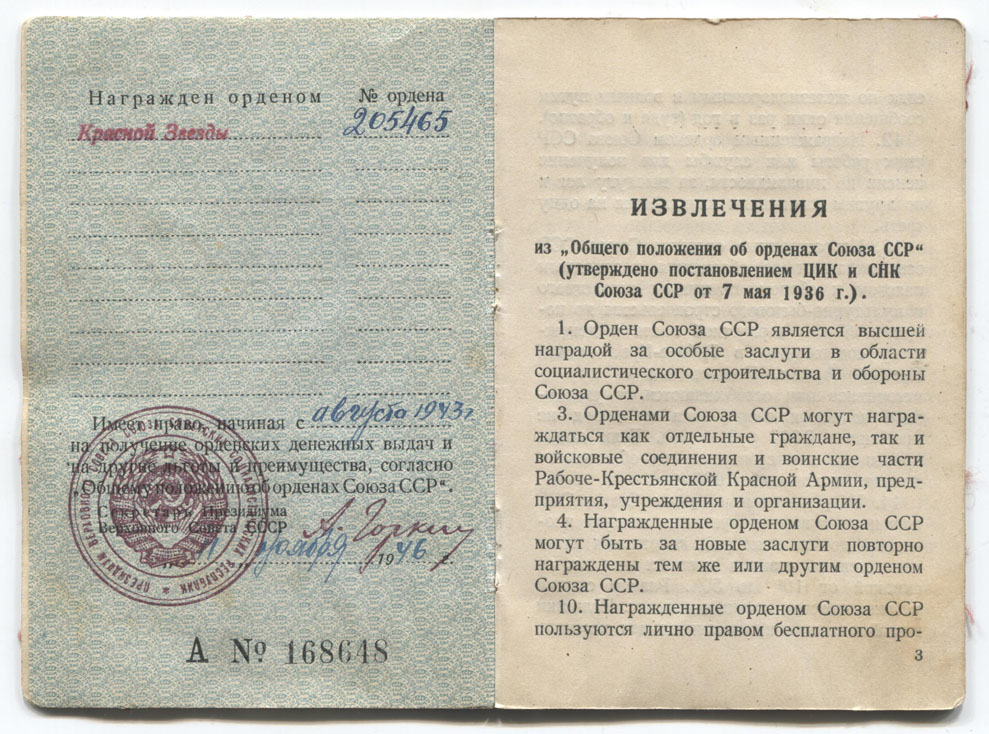 Награжден орденом № ордена
Красной Звезды 205465
Имеет право, начиная с августа 1943 г
на получение орденских денежных выдач и
на другие льготы и преимущества, согласно
„Общему положению об орденах Союза ССР“.
Секретарь Президиума
Верховного Совета СССР А. Горкин
11 ноября 1946 г.
А № 168648
ИЗВЛЕЧЕНИЯ
из „Общего положения об орденах Союза ССР“
(утверждено постановлением ЦИК и СНК
Союза ССР от 7 мая 1936 г.).
1. Орден Союза ССР является высшей
наградой за особые заслуги в области
социалистического строительства и обороны
Союза ССР.
3. Орденами Союза ССР могут награ-
ждаться как отдельные граждане, так и
войсковые соединения и воинские части
Рабоче-Крестьянской Красной Армии, пред-
приятия, учреждения и организации.
4. Награжденные орденом Союза ССР
могут быть за новые заслуги повторно
награждены тем же или другим орденом
Союза ССР.
10. Награжденные орденом Союза ССР
пользуются лично правом бесплатного про-
3